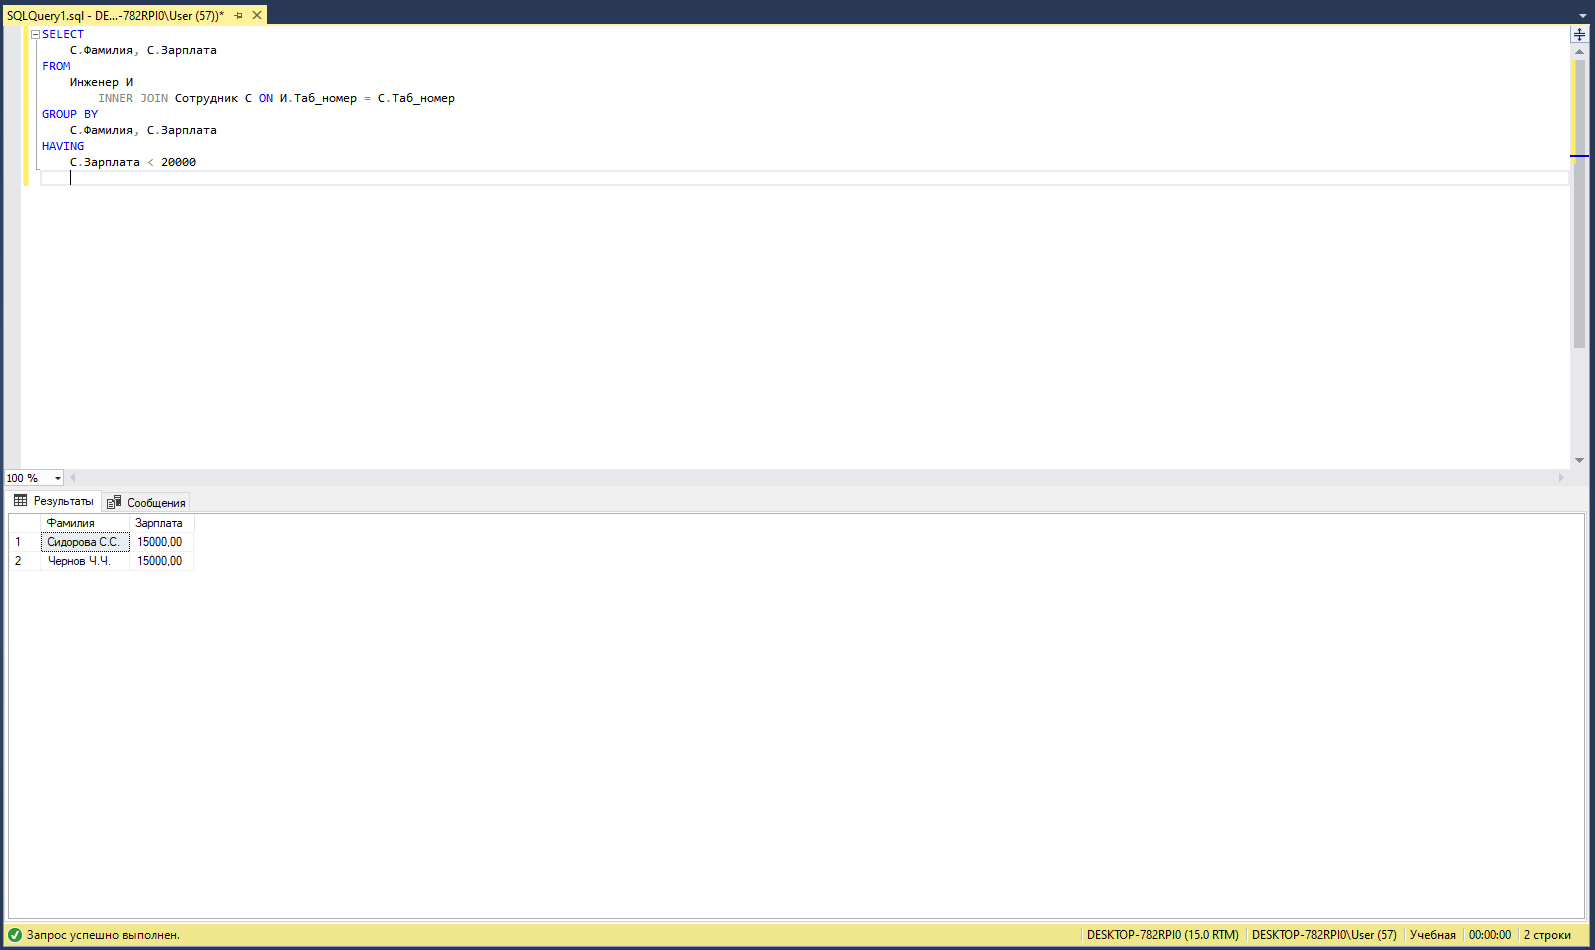 SQLQuery1.sql - DE...-782RPI0\User (57))*
SELECT
С.Фамилия, С.Зарплата
FROM
Инженер И
INNER JOIN Сотрудник С ON И.Таб_номер = С.Таб_номер
GROUP BY
С.Фамилия, С.Зарплата
HAVING
С.Зарплата < 20000
100 %
Результаты Сообщения
Фамилия Зарплата
1 Сидорова С.С. 15000,00
2 Чернов Ч.Ч. 15000,00
Запрос успешно выполнен. DESKTOP-782RPI0 (15.0 RTM) DESKTOP-782RPI0\User (57) Учебная 00:00:00 2 строки